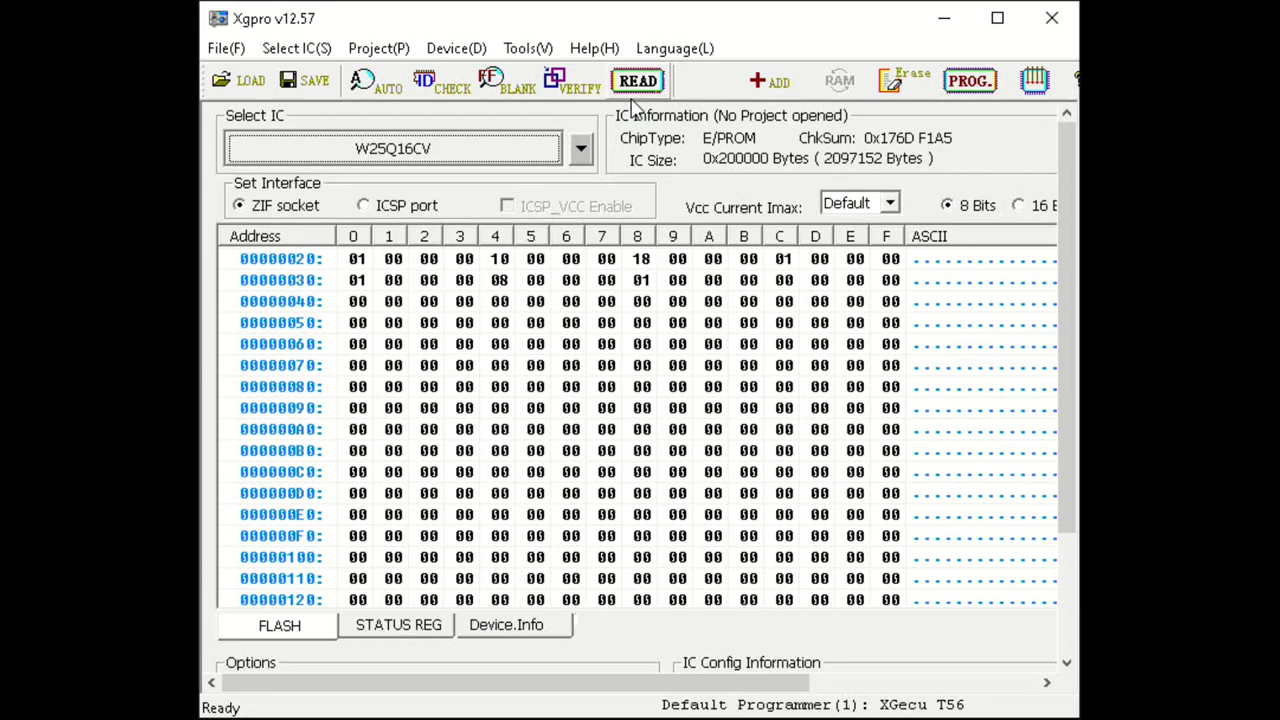 Xgpro v12.57
File(F) Select IC(S) Project(P) Device(D) Tools(V) Help(H) Language(L)
LOAD SAVE AUTO CHECK BLANK VERIFY READ ADD RAM Erase PROG.
Select IC
W25Q16CV
IC Information (No Project opened)
ChipType: E/PROM ChkSum: 0x176D F1A5
IC Size: 0x200000 Bytes ( 2097152 Bytes )
Set Interface
ZIF socket ICSP port ICSP_VCC Enable Vcc Current Imax: Default 8 Bits 16 B
Address 0 1 2 3 4 5 6 7 8 9 A B C D E F ASCII
00000020: 01 00 00 00 10 00 00 00 18 00 00 00 01 00 00 00 . . . . . . . . . . . . .
00000030: 01 00 00 00 08 00 00 00 01 00 00 00 00 00 00 00 . . . . . . . . . . . . .
00000040: 00 00 00 00 00 00 00 00 00 00 00 00 00 00 00 00 . . . . . . . . . . . . .
00000050: 00 00 00 00 00 00 00 00 00 00 00 00 00 00 00 00 . . . . . . . . . . . . .
00000060: 00 00 00 00 00 00 00 00 00 00 00 00 00 00 00 00 . . . . . . . . . . . . .
00000070: 00 00 00 00 00 00 00 00 00 00 00 00 00 00 00 00 . . . . . . . . . . . . .
00000080: 00 00 00 00 00 00 00 00 00 00 00 00 00 00 00 00 . . . . . . . . . . . . .
00000090: 00 00 00 00 00 00 00 00 00 00 00 00 00 00 00 00 . . . . . . . . . . . . .
000000A0: 00 00 00 00 00 00 00 00 00 00 00 00 00 00 00 00 . . . . . . . . . . . . .
000000B0: 00 00 00 00 00 00 00 00 00 00 00 00 00 00 00 00 . . . . . . . . . . . . .
000000C0: 00 00 00 00 00 00 00 00 00 00 00 00 00 00 00 00 . . . . . . . . . . . . .
000000D0: 00 00 00 00 00 00 00 00 00 00 00 00 00 00 00 00 . . . . . . . . . . . . .
000000E0: 00 00 00 00 00 00 00 00 00 00 00 00 00 00 00 00 . . . . . . . . . . . . .
000000F0: 00 00 00 00 00 00 00 00 00 00 00 00 00 00 00 00 . . . . . . . . . . . . .
00000100: 00 00 00 00 00 00 00 00 00 00 00 00 00 00 00 00 . . . . . . . . . . . . .
00000110: 00 00 00 00 00 00 00 00 00 00 00 00 00 00 00 00 . . . . . . . . . . . . .
00000120: 00 00 00 00 00 00 00 00 00 00 00 00 00 00 00 00 . . . . . . . . . . . . .
FLASH STATUS REG Device.Info
Options IC Config Information
Ready Default Programmer(1): XGecu T56